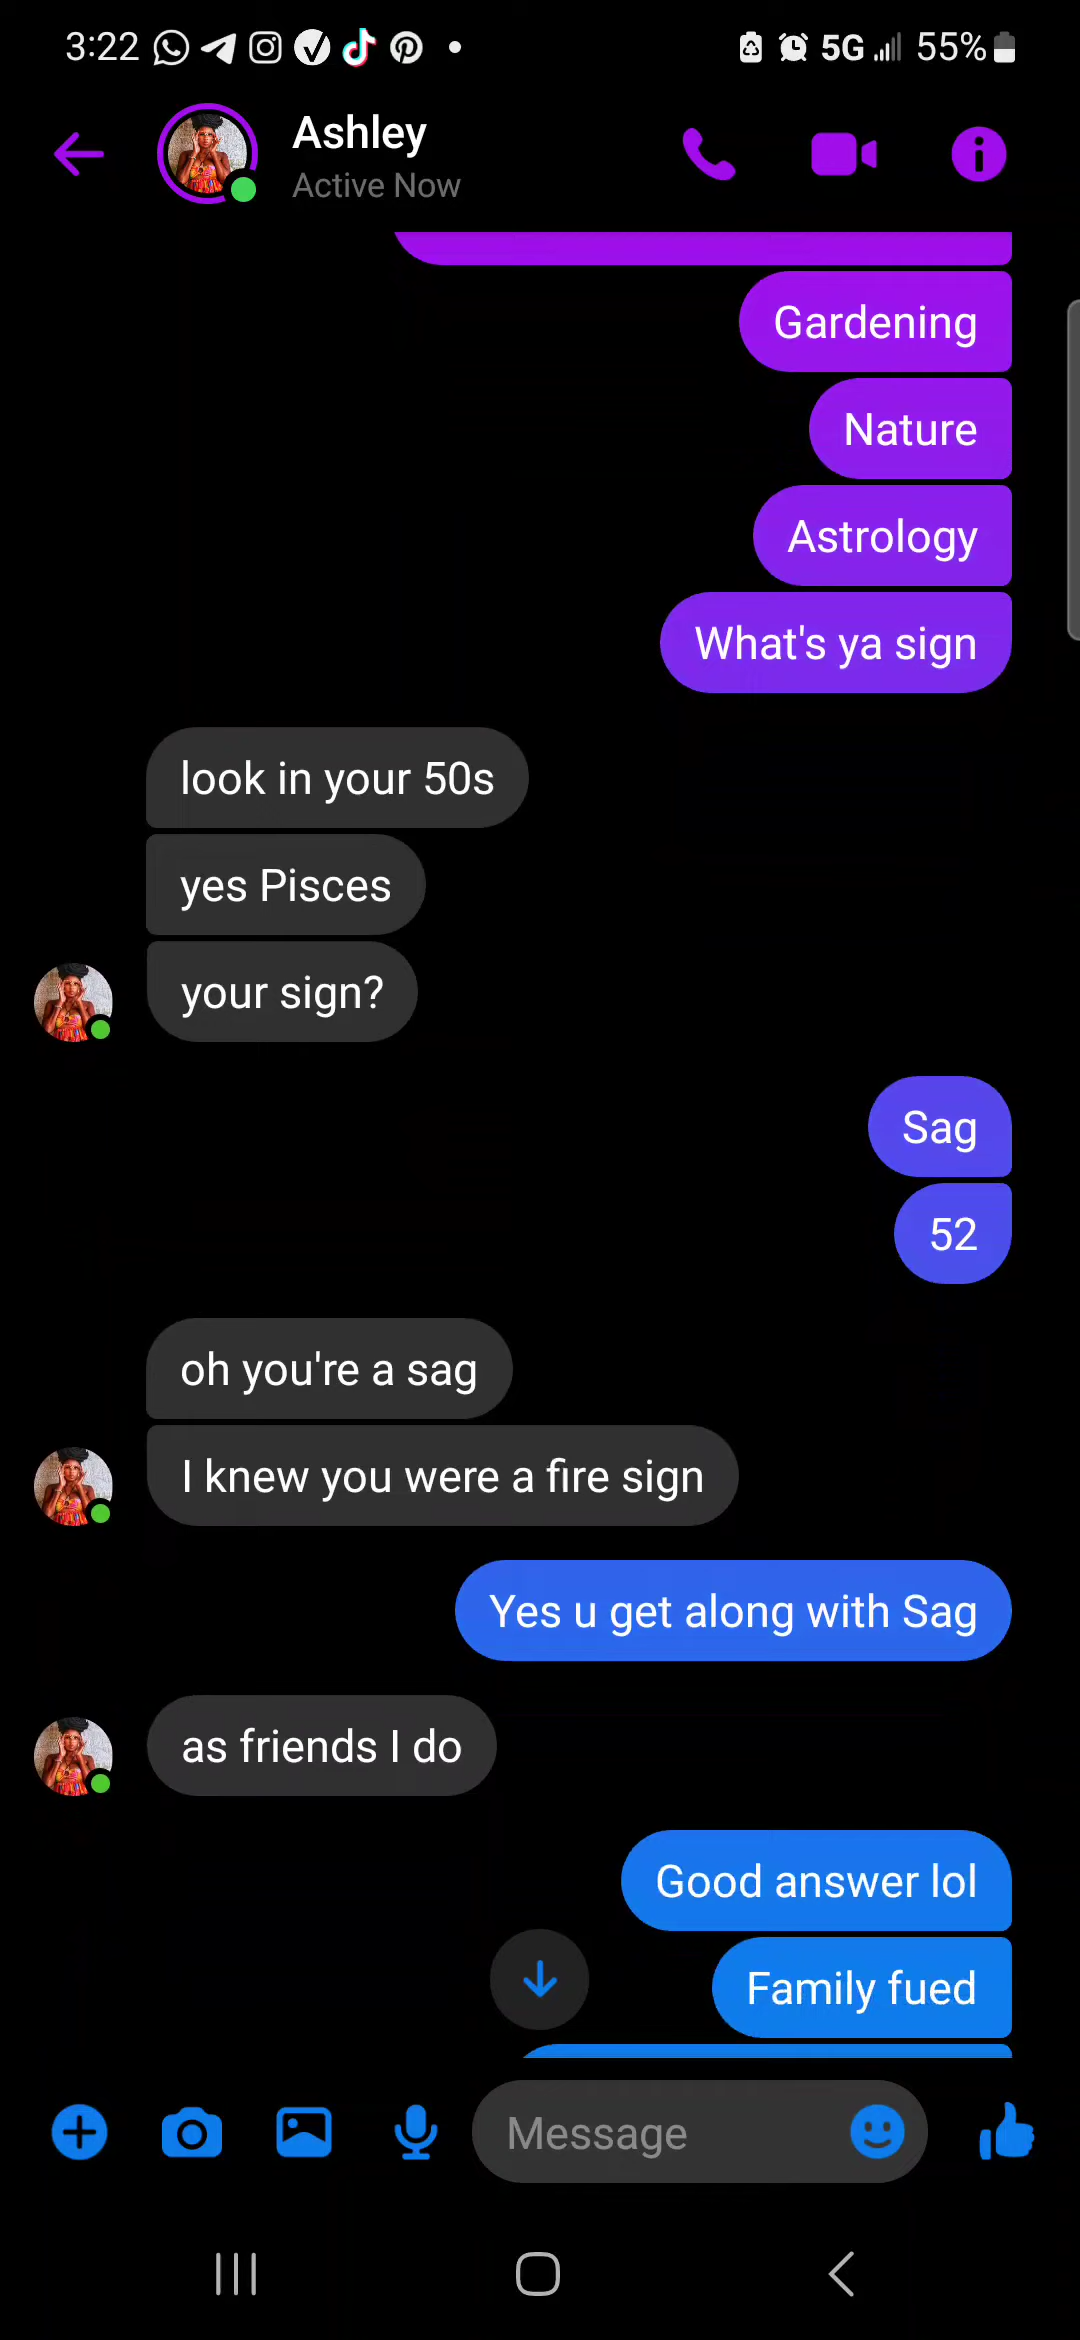 3:22
5G 55%
Ashley
Active Now
Gardening
Nature
Astrology
What's ya sign
look in your 50s
yes Pisces
your sign?
Sag
52
oh you're a sag
I knew you were a fire sign
Yes u get along with Sag
as friends I do
Good answer lol
Family fued
Message